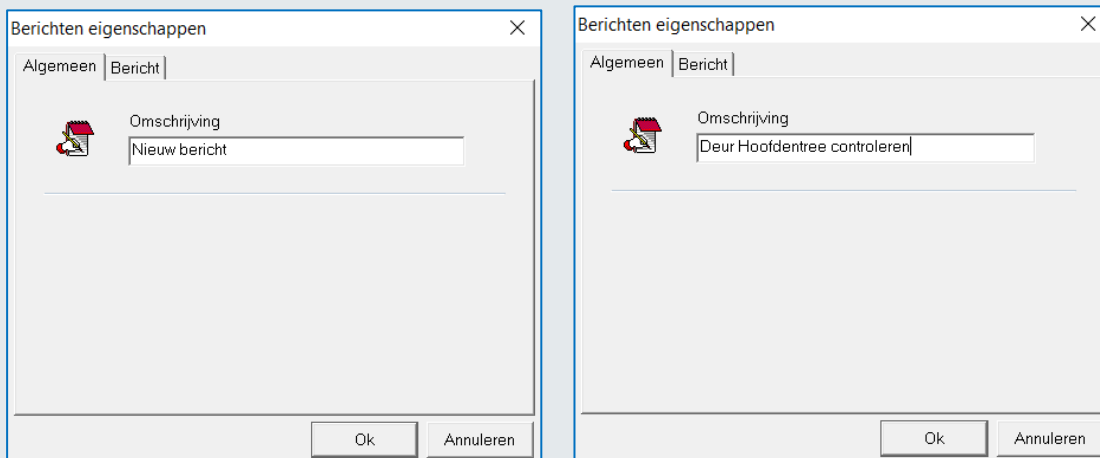 Berichten eigenschappen
Algemeen Bericht
Omschrijving
Nieuw bericht
Ok Annuleren
Berichten eigenschappen
Algemeen Bericht
Omschrijving
Deur Hoofdentree controleren
Ok Annuleren